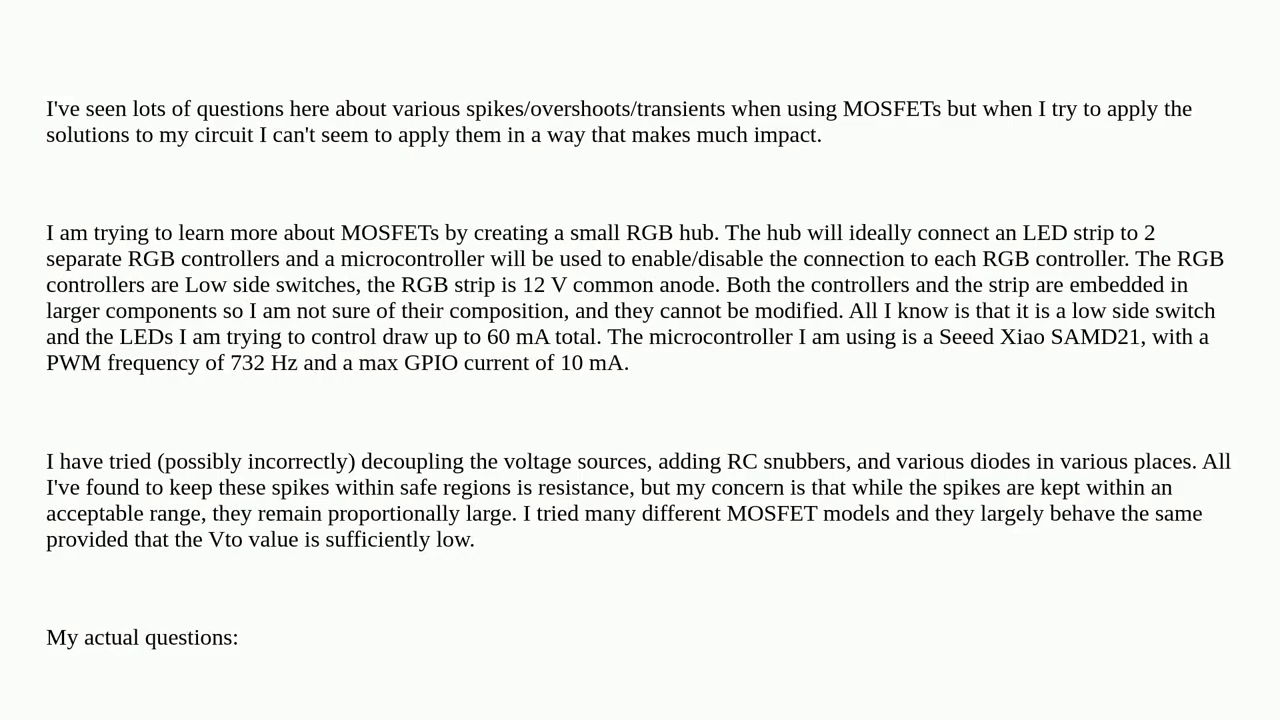 I've seen lots of questions here about various spikes/overshoots/transients when using MOSFETs but when I try to apply the
solutions to my circuit I can't seem to apply them in a way that makes much impact.
I am trying to learn more about MOSFETs by creating a small RGB hub. The hub will ideally connect an LED strip to 2
separate RGB controllers and a microcontroller will be used to enable/disable the connection to each RGB controller. The RGB
controllers are Low side switches, the RGB strip is 12 V common anode. Both the controllers and the strip are embedded in
larger components so I am not sure of their composition, and they cannot be modified. All I know is that it is a low side switch
and the LEDs I am trying to control draw up to 60 mA total. The microcontroller I am using is a Seeed Xiao SAMD21, with a
PWM frequency of 732 Hz and a max GPIO current of 10 mA.
I have tried (possibly incorrectly) decoupling the voltage sources, adding RC snubbers, and various diodes in various places. All
I've found to keep these spikes within safe regions is resistance, but my concern is that while the spikes are kept within an
acceptable range, they remain proportionally large. I tried many different MOSFET models and they largely behave the same
provided that the Vto value is sufficiently low.
My actual questions: